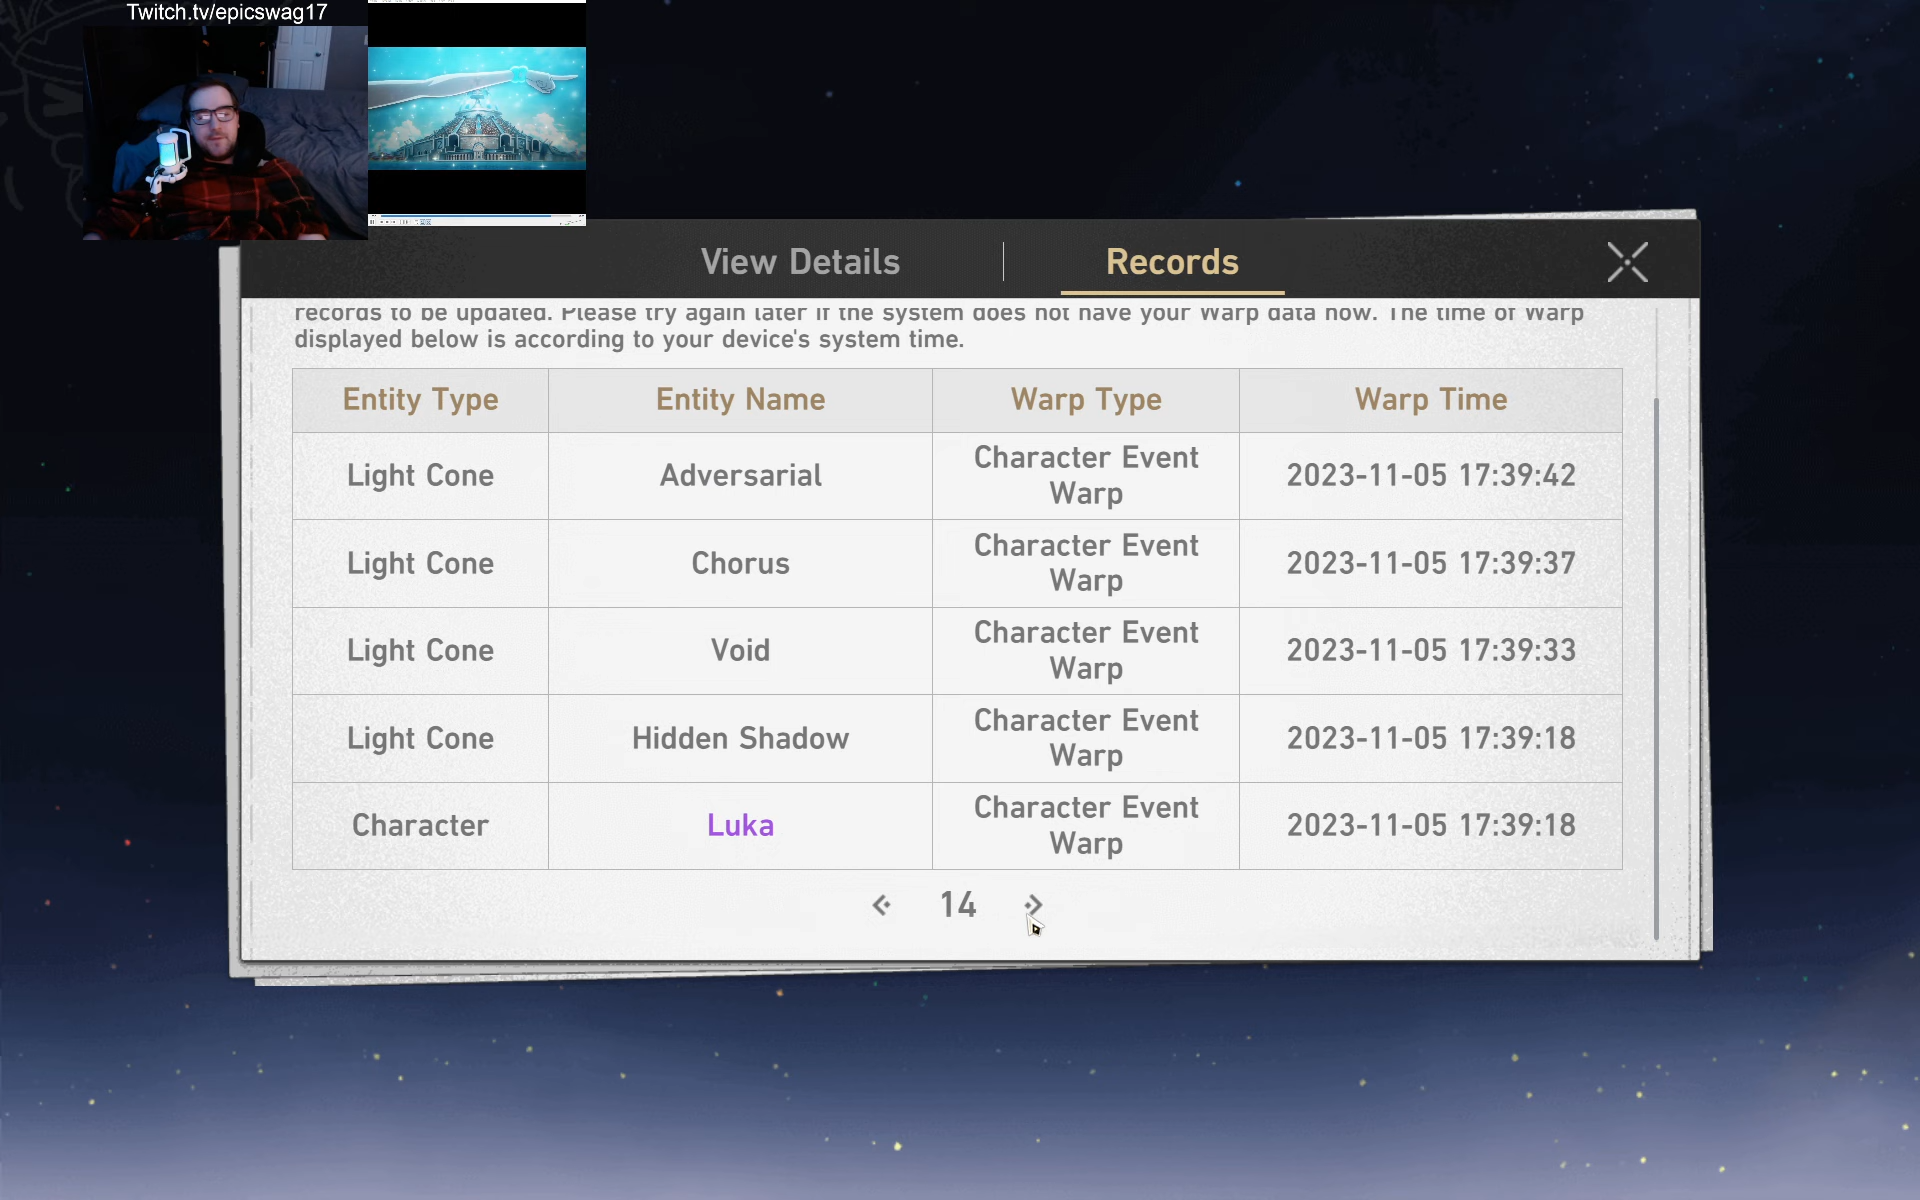 Twitch.tv/epicswag17
View Details
Records
records to be updated. Please try again later if the system does not have your Warp data now. The time of Warp
displayed below is according to your device's system time.
Entity Type Entity Name Warp Type Warp Time
Light Cone Adversarial Character Event Warp 2023-11-05 17:39:42
Light Cone Chorus Character Event Warp 2023-11-05 17:39:37
Light Cone Void Character Event Warp 2023-11-05 17:39:33
Light Cone Hidden Shadow Character Event Warp 2023-11-05 17:39:18
Character Luka Character Event Warp 2023-11-05 17:39:18
14